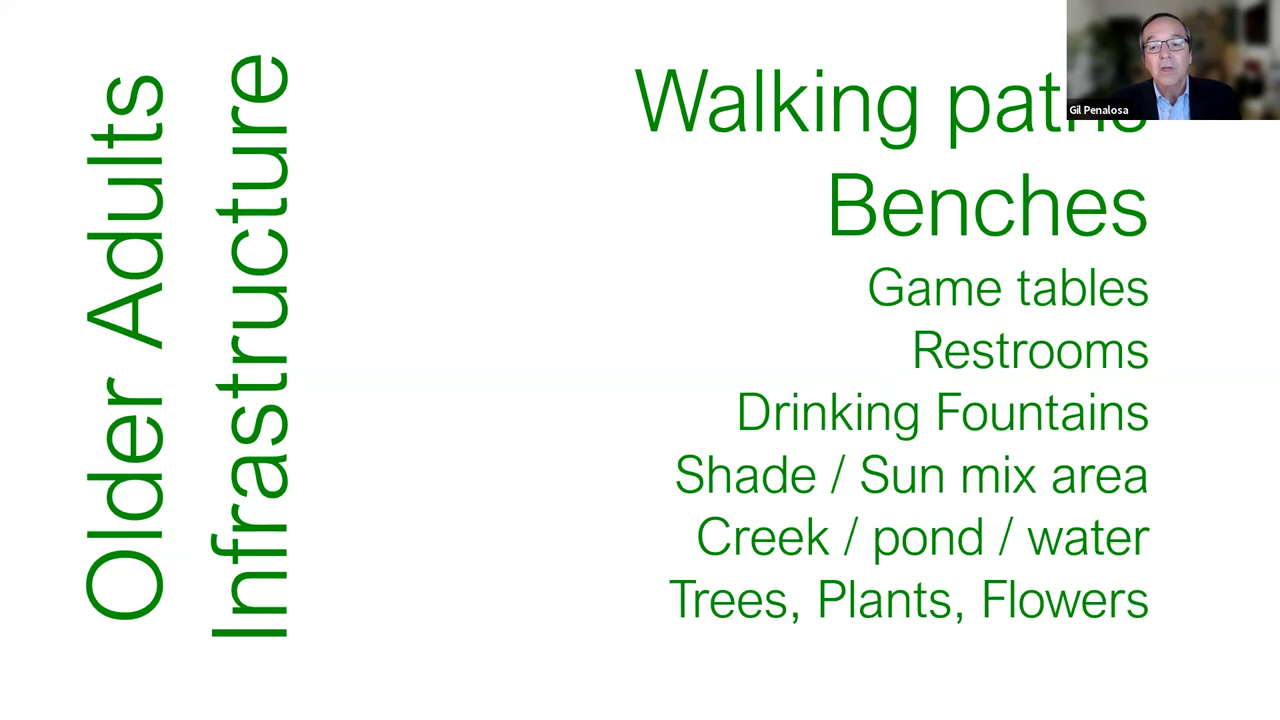 Older Adults
Infrastructure
Walking paths
Benches
Game tables
Restrooms
Drinking Fountains
Shade / Sun mix area
Creek / pond / water
Trees, Plants, Flowers
Gil Penalosa